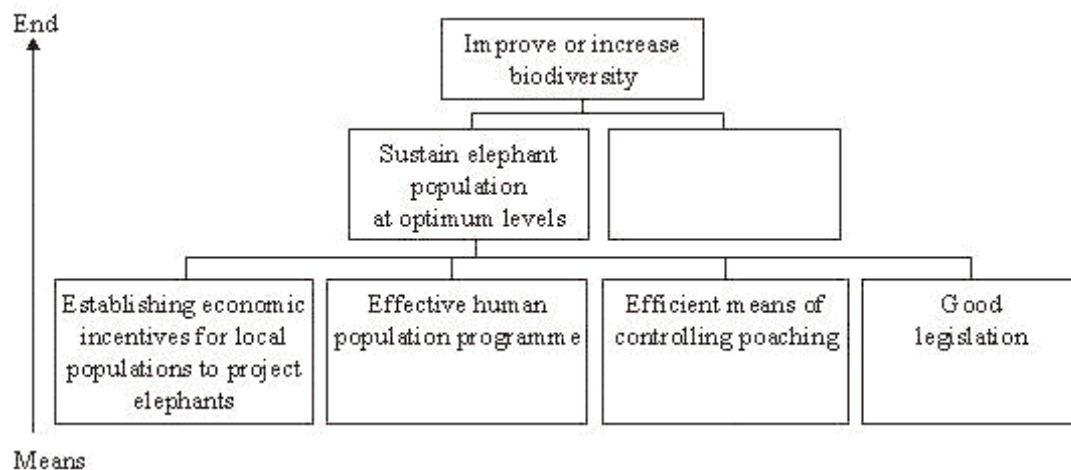 End
Improve or increase
biodiversity
Sustain elephant
population
at optimum levels
Establishing economic
incentives for local
populations to project
elephants
Effective human
population programme
Efficient means of
controlling poaching
Good
legislation
Means